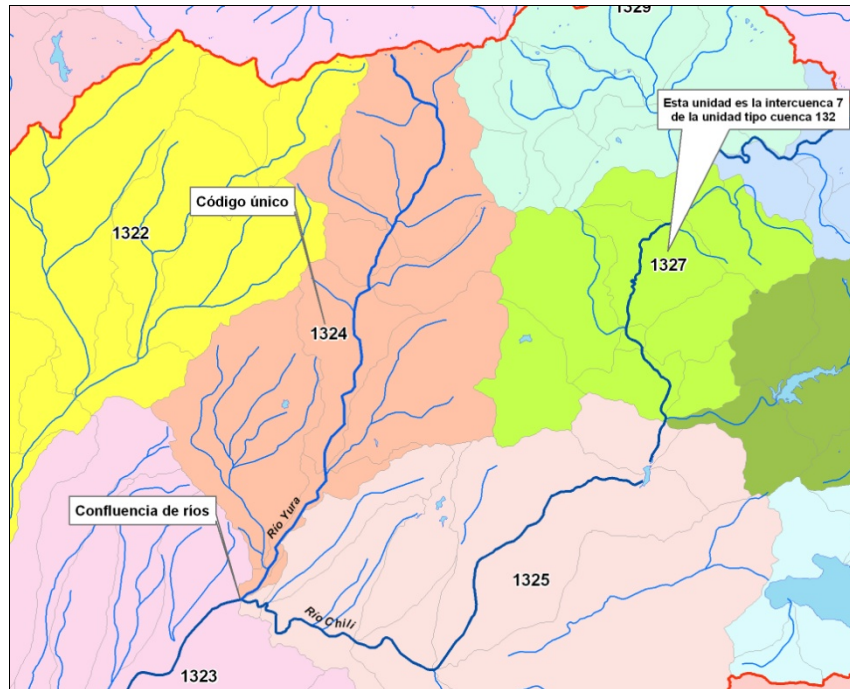 1329
Esta unidad es la intercuenca 7
de la unidad tipo cuenca 132
Código único
1322
1327
1324
Confluencia de ríos
Río Yura
1325
Río Chili
1323